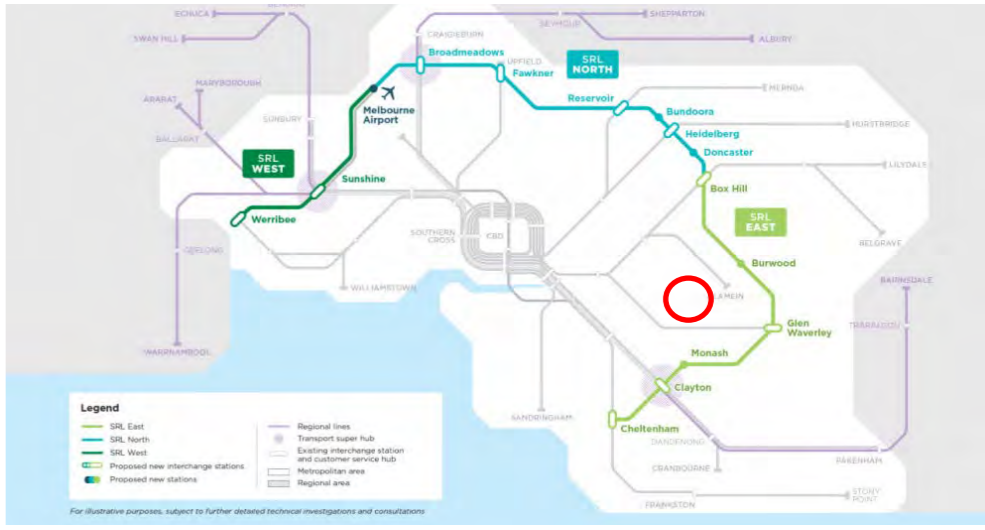 ECHUCA
SHEPPARTON
SEYMOUR
SWAN HILL
CRAIGIEBURN
ALBURY
Broadmeadows
UPFIELD
Fawkner
SRL
NORTH
MARYBOROUGH
ARARAT
MERNDA
Reservoir
Melbourne
Airport
Bundoora
SUNBURY
HURSTBRIDGE
Heidelberg
BALLARAT
Doncaster
SRL
WEST
LILYDALE
Sunshine
Box Hill
Werribee
SRL
EAST
SOUTHERN
CROSS
CBD
BELGRAVE
GEELONG
Burwood
BAIRNSDALE
WILLIAMSTOWN
LAMEIN
Glen
Waverley
TRARALGON
WARRNAMBOOL
Monash
Clayton
Legend
SANDRINGHAM
Cheltenham
SRL East
SRL North
SRL West
Proposed new interchange stations
Proposed new stations
Regional lines
Transport super hub
Existing interchange station
and customer service hub
Metropolitan area
Regional area
DANDENONG
CRANBOURNE
PAKENHAM
STONY
POINT
FRANKSTON
For illustrative purposes, subject to further detailed technical investigations and consultations